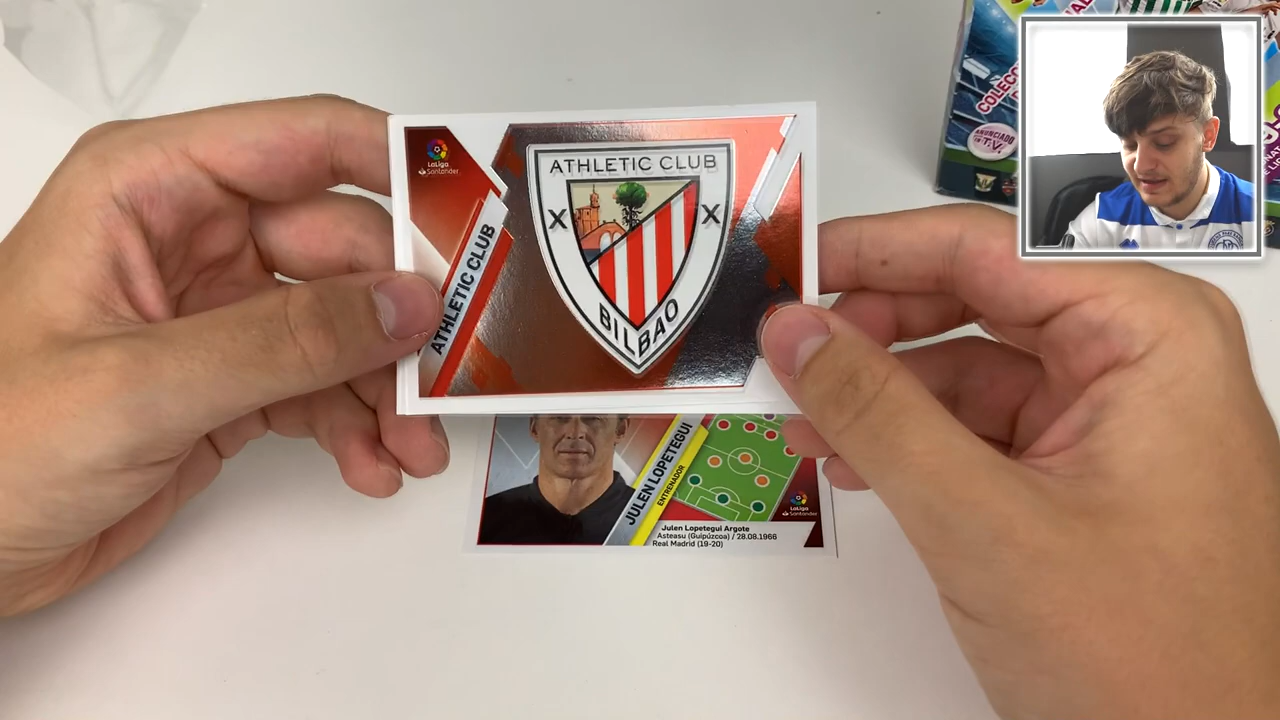 LaLiga
Santander
ATHLETIC CLUB
ATHLETIC CLUB
BILBAO
JULEN LOPETEGUI
ENTRENADOR
LaLiga
Santander
Julen Lopetegui Argote
Asteasu (Guipúzcoa) / 28.08.1966
Real Madrid (19-20)
ANUNCIADO
T.V.